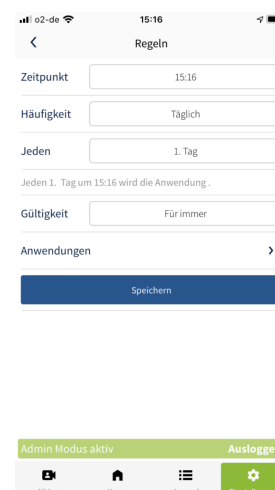 o2-de 15:16
Regeln
Zeitpunkt 15:16
Häufigkeit Täglich
Jeden 1. Tag
Jeden 1. Tag um 15:16 wird die Anwendung .
Gültigkeit Für immer
Anwendungen
Speichern
Admin Modus aktiv Auslogge